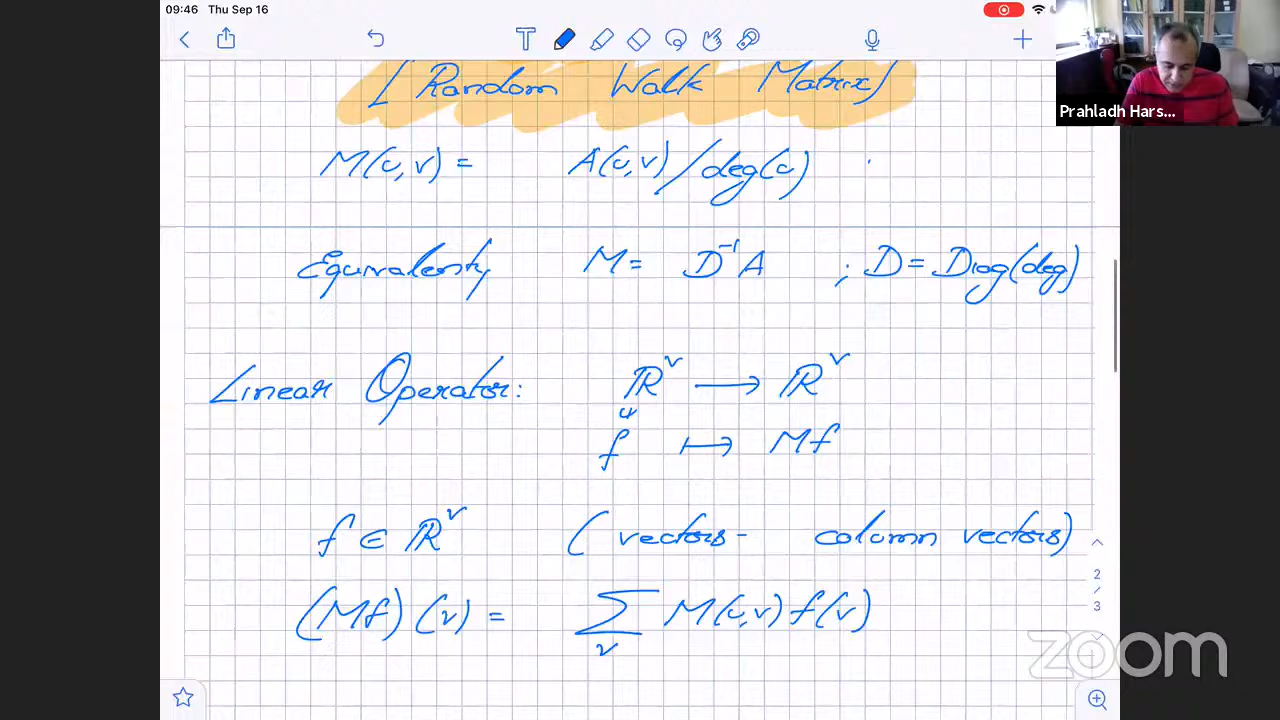 09:46 Thu Sep 16
Prahladh Hars...
[Random Walk Matrix]
M(u,v) = A(u,v)/deg(u)
Equivalently M = D⁻¹A ; D = Diag(deg)
Linear Operator: ℝ^V ⟶ ℝ^V
f ⟼ Mf
f ∈ ℝ^V (vectors - column vectors)
(Mf)(v) = ∑_v M(u,v) f(v)
2
/
3
zoom